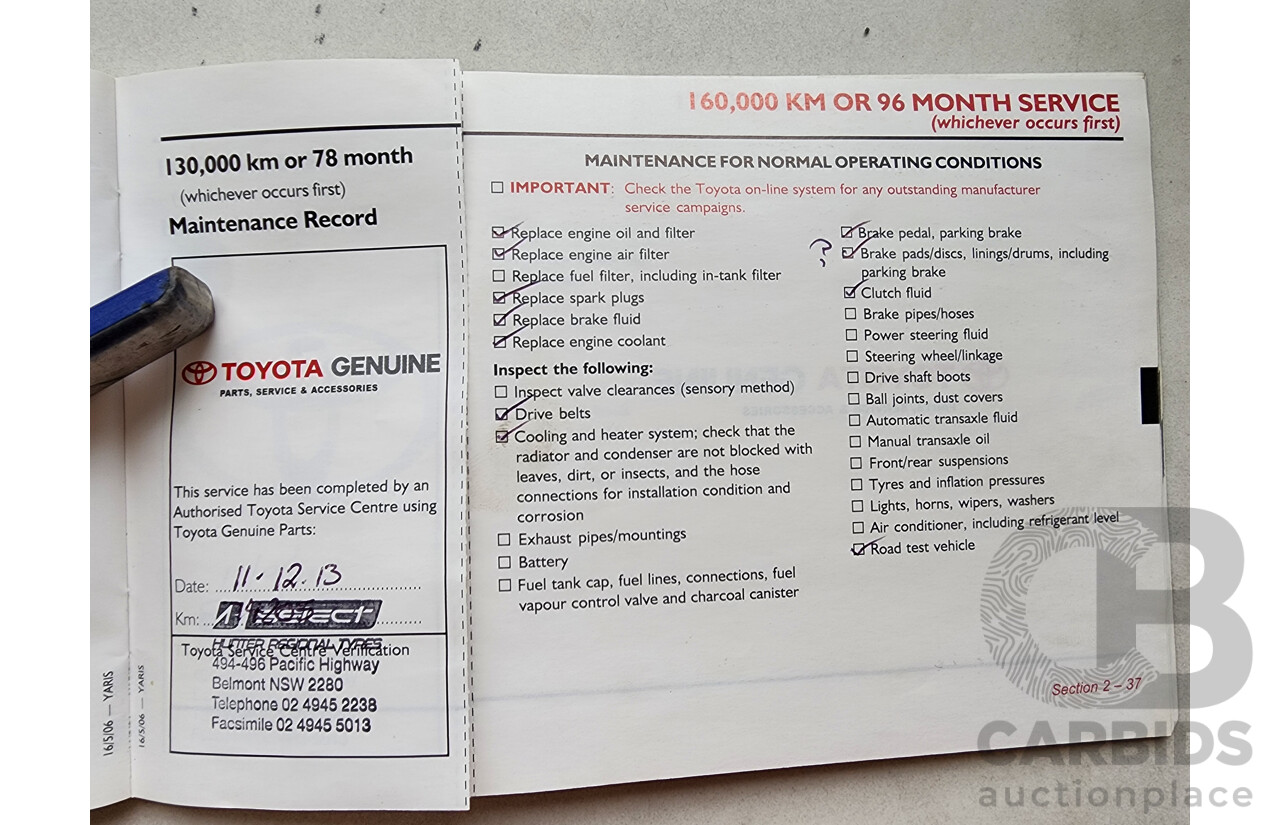 130,000 km or 78 month
(whichever occurs first)
Maintenance Record
TOYOTA GENUINE
PARTS, SERVICE & ACCESSORIES
This service has been completed by an
Authorised Toyota Service Centre using
Toyota Genuine Parts:
Date: 11.12.13
Km:
HUNTER REGIONAL TYRES
Toyota Service Centre Verification
494-496 Pacific Highway
Belmont NSW 2280
Telephone 02 4945 2238
Facsimile 02 4945 5013
16/5/06 — YARIS
16/5/06 — YARIS
160,000 KM OR 96 MONTH SERVICE
(whichever occurs first)
MAINTENANCE FOR NORMAL OPERATING CONDITIONS
IMPORTANT: Check the Toyota on-line system for any outstanding manufacturer
service campaigns.
Replace engine oil and filter
Replace engine air filter
Replace fuel filter, including in-tank filter
Replace spark plugs
Replace brake fluid
Replace engine coolant
Inspect the following:
Inspect valve clearances (sensory method)
Drive belts
Cooling and heater system; check that the
radiator and condenser are not blocked with
leaves, dirt, or insects, and the hose
connections for installation condition and
corrosion
Exhaust pipes/mountings
Battery
Fuel tank cap, fuel lines, connections, fuel
vapour control valve and charcoal canister
Brake pedal, parking brake
? Brake pads/discs, linings/drums, including
parking brake
Clutch fluid
Brake pipes/hoses
Power steering fluid
Steering wheel/linkage
Drive shaft boots
Ball joints, dust covers
Automatic transaxle fluid
Manual transaxle oil
Front/rear suspensions
Tyres and inflation pressures
Lights, horns, wipers, washers
Air conditioner, including refrigerant level
Road test vehicle
Section 2 – 37
CB
CARBIDS
auctionplace